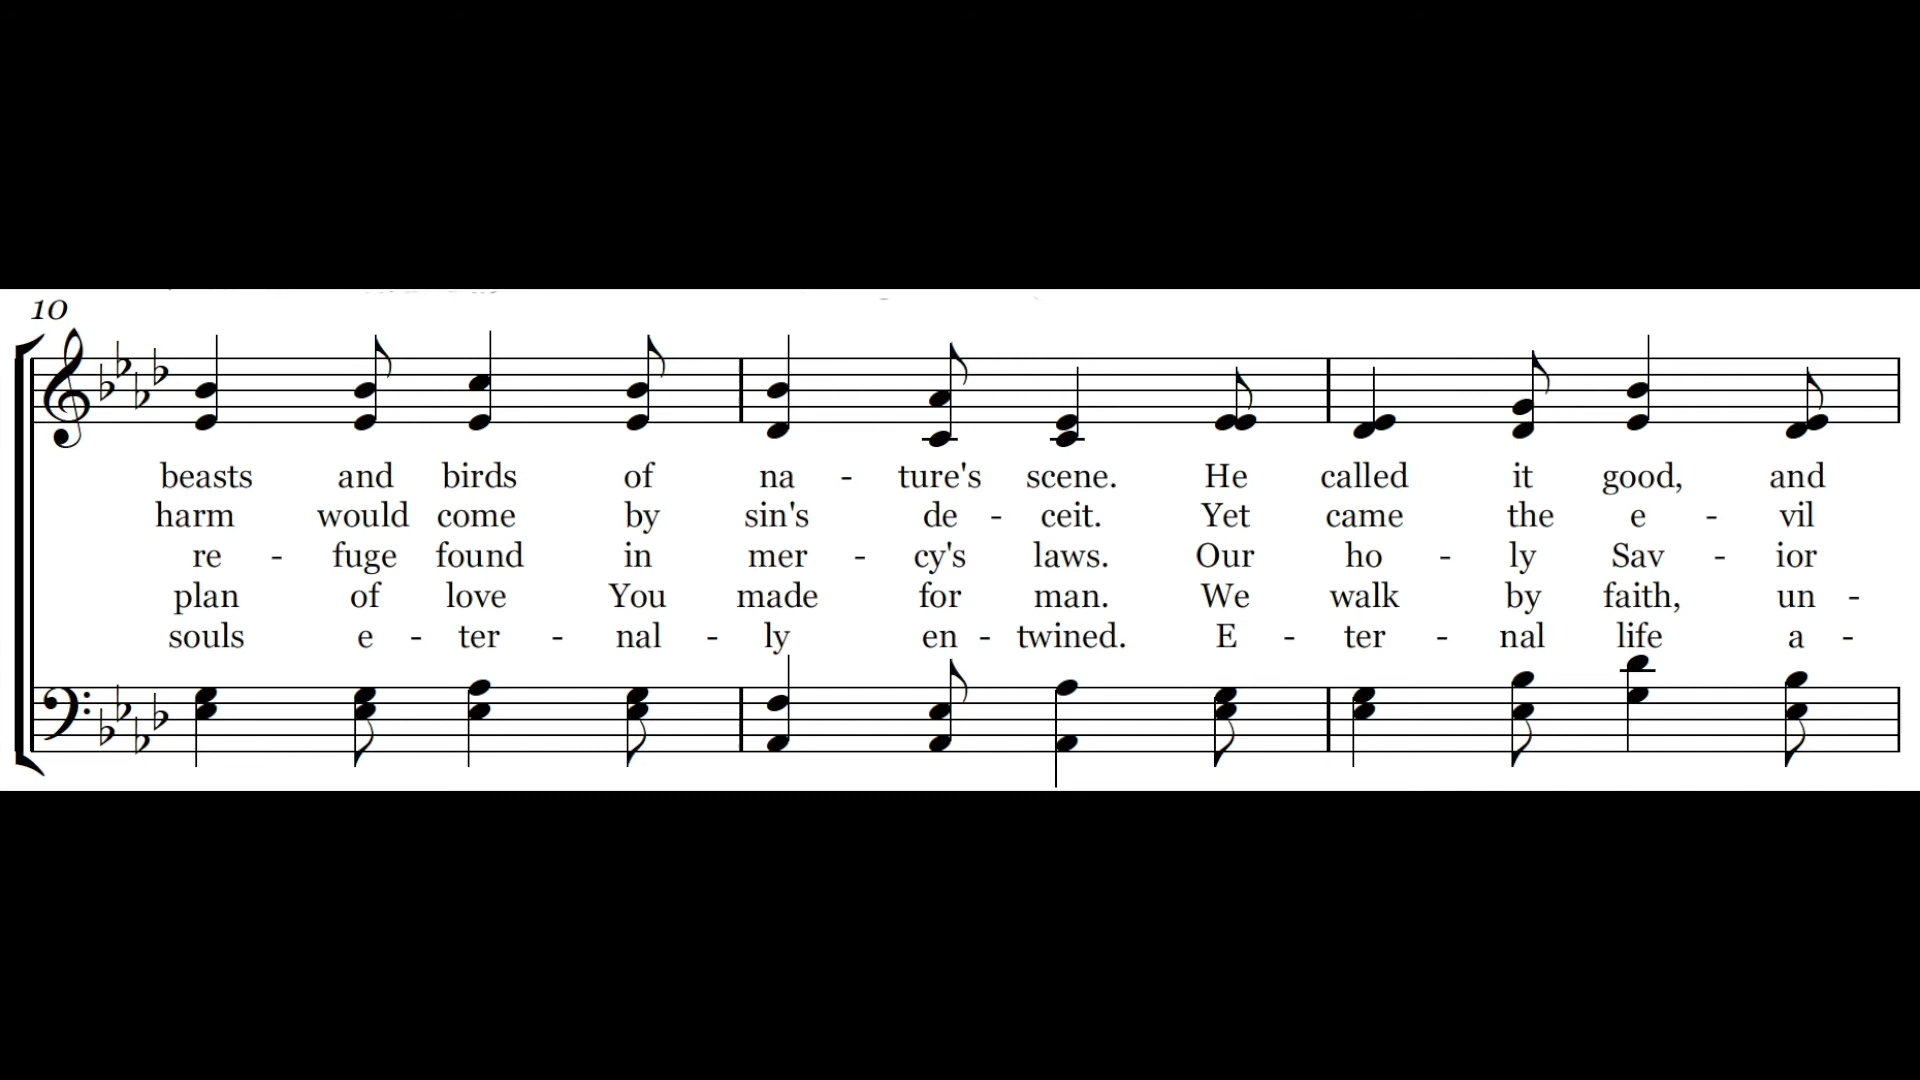 10
beasts and birds of na - ture's scene. He called it good, and
harm would come by sin's de - ceit. Yet came the e - vil
re - fuge found in mer - cy's laws. Our ho - ly Sav - ior
plan of love You made for man. We walk by faith, un -
souls e - ter - nal - ly en - twined. E - ter - nal life a -